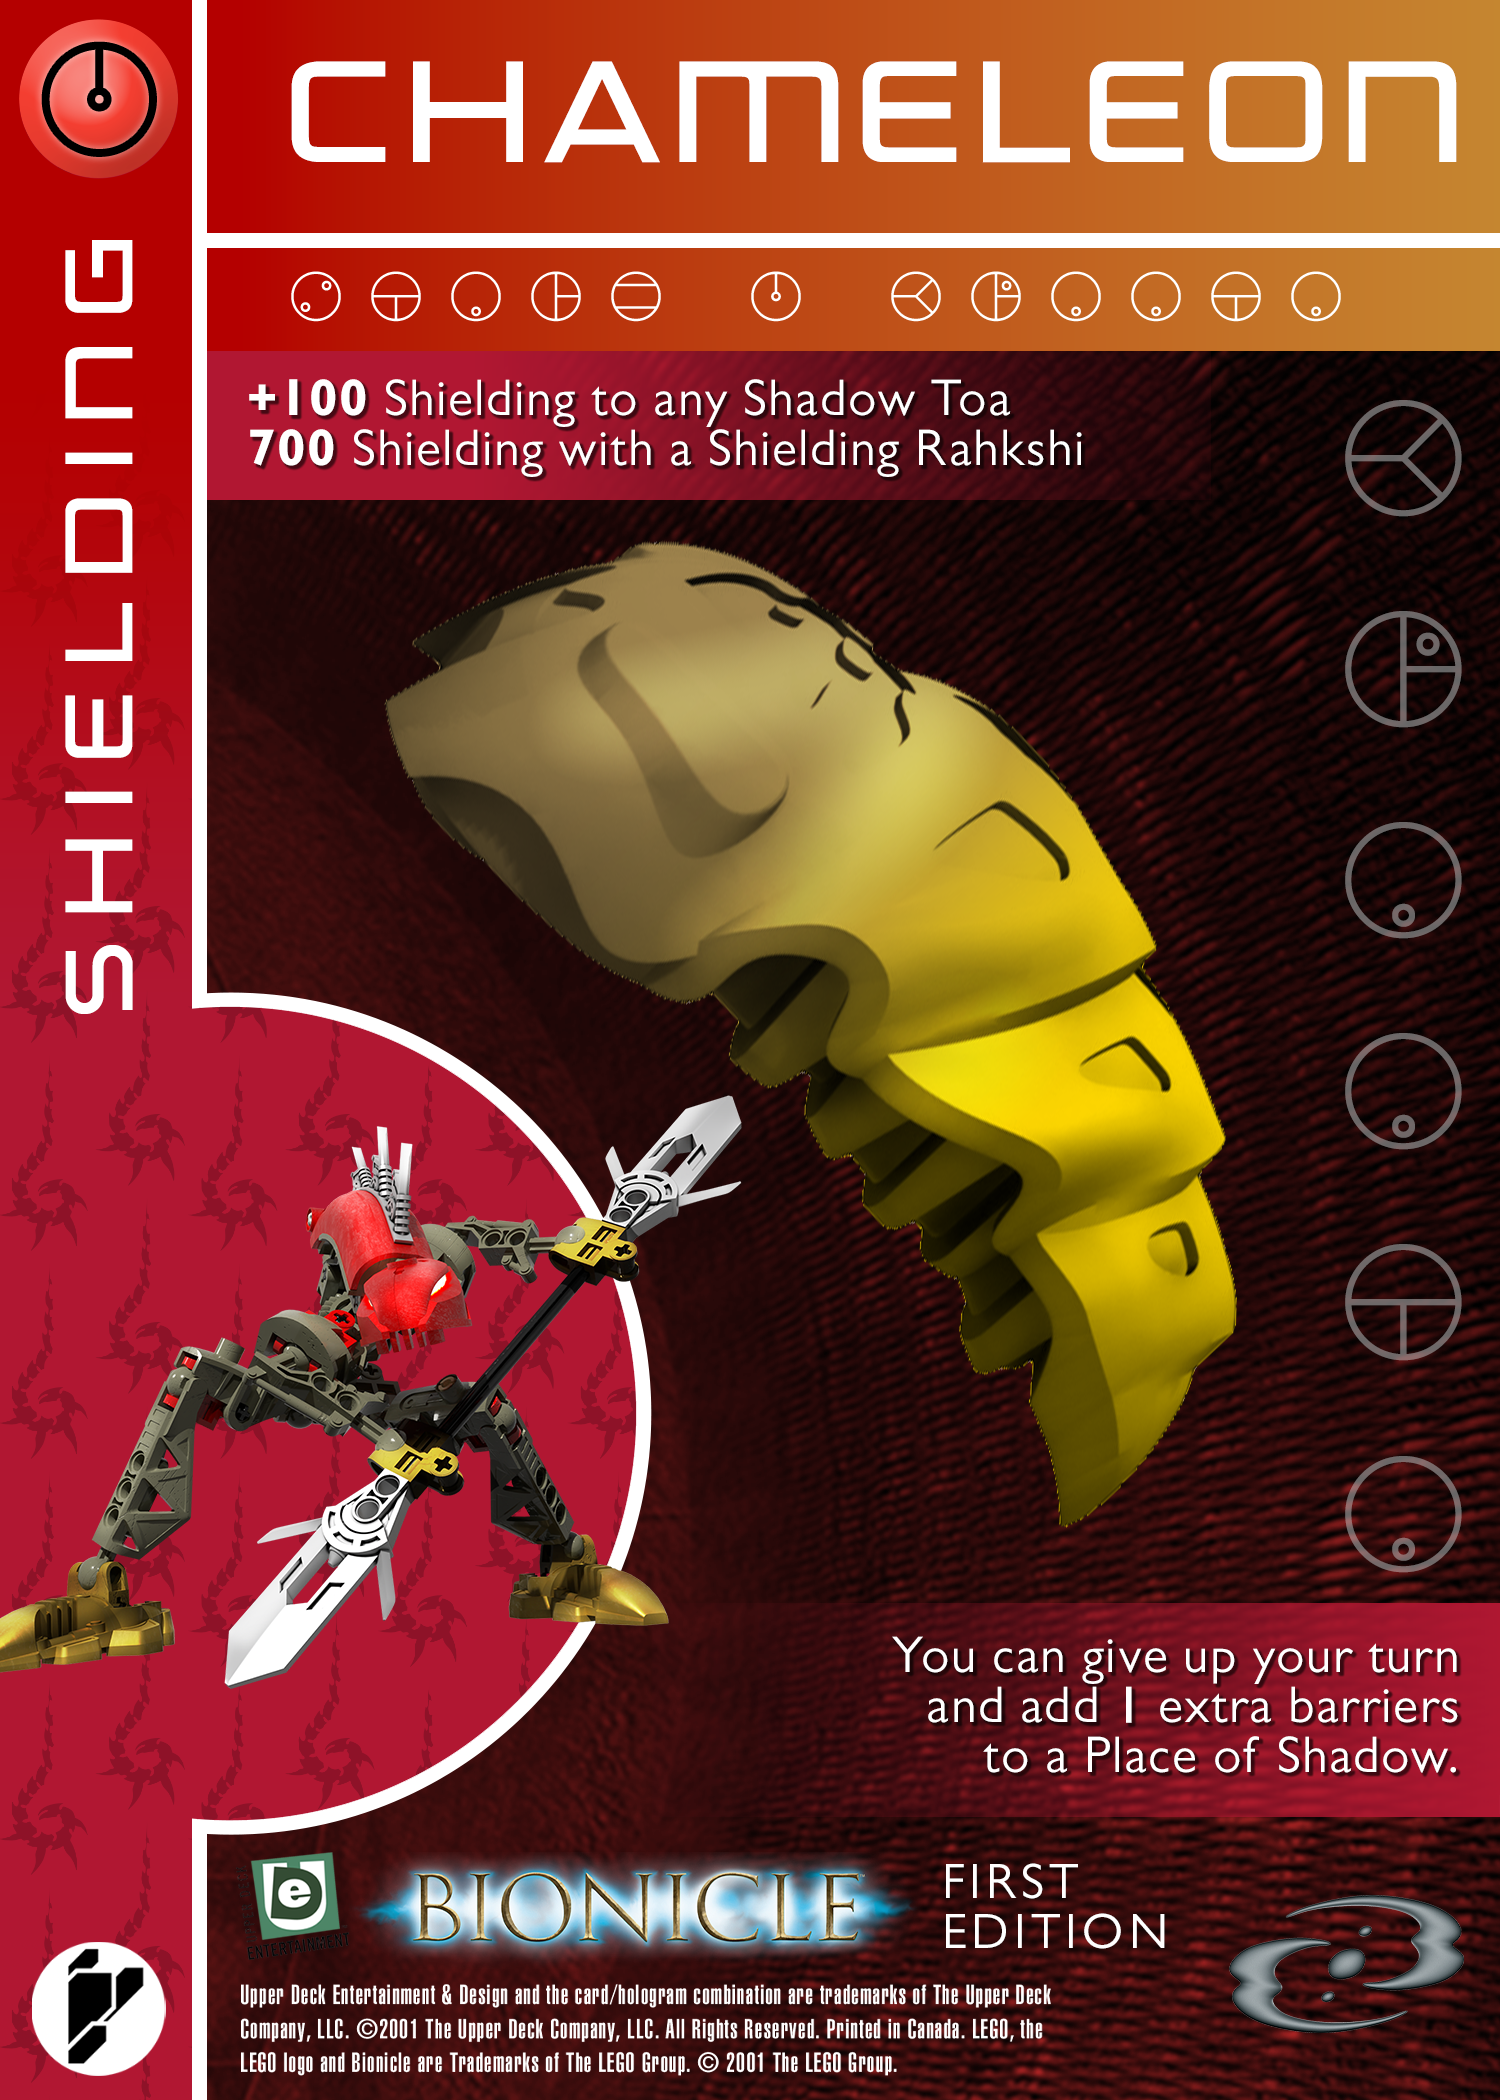 CHAMELEON
SHIELDING
+100 Shielding to any Shadow Toa
700 Shielding with a Shielding Rahkshi
You can give up your turn
and add 1 extra barriers
to a Place of Shadow.
e
ENTERTAINMENT
BIONICLE
FIRST
EDITION
Upper Deck Entertainment & Design and the card/hologram combination are trademarks of The Upper Deck
Company, LLC. ©2001 The Upper Deck Company, LLC. All Rights Reserved. Printed in Canada. LEGO, the
LEGO logo and Bionicle are Trademarks of The LEGO Group. © 2001 The LEGO Group.